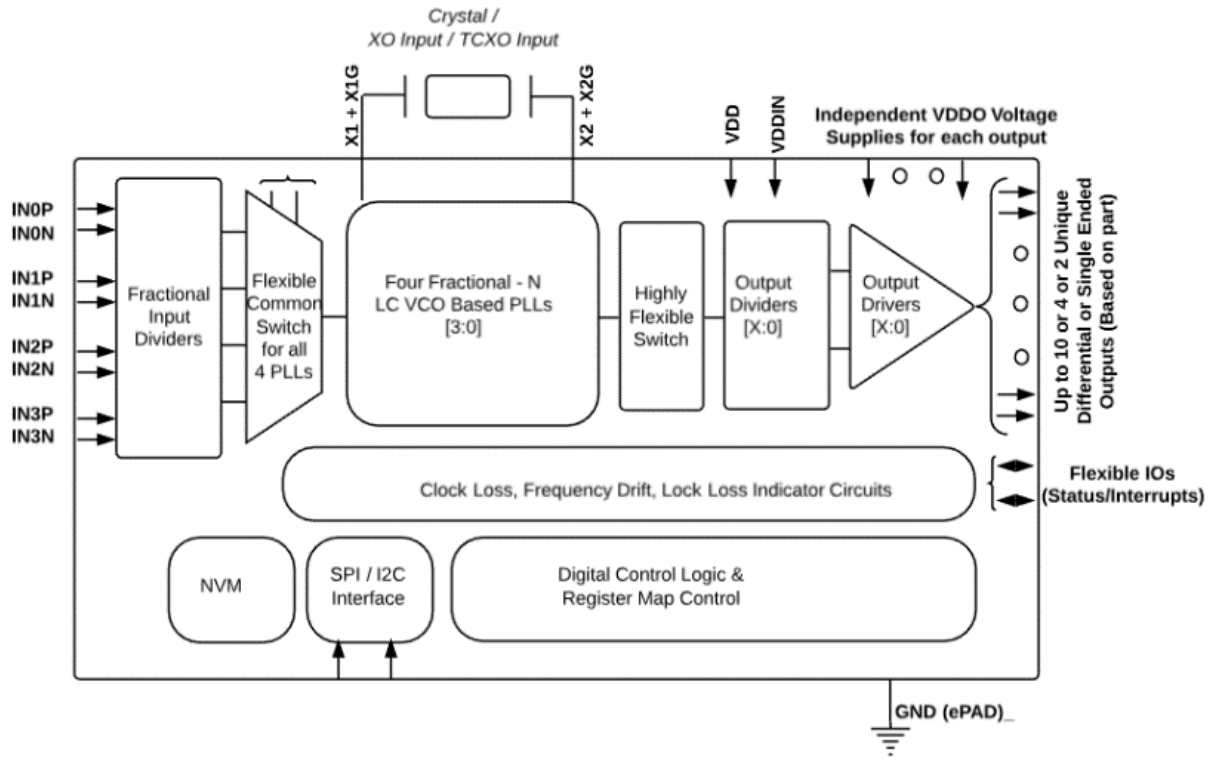 Crystal /
XO Input / TCXO Input
X1 + X1G
X2 + X2G
VDD
VDDIN
Independent VDDO Voltage
Supplies for each output
IN0P
IN0N
IN1P
IN1N
IN2P
IN2N
IN3P
IN3N
Fractional
Input
Dividers
Flexible
Common
Switch
for all
4 PLLs
Four Fractional - N
LC VCO Based PLLs
[3:0]
Highly
Flexible
Switch
Output
Dividers
[X:0]
Output
Drivers
[X:0]
Up to 10 or 4 or 2 Unique
Differential or Single Ended
Outputs (Based on part)
Clock Loss, Frequency Drift, Lock Loss Indicator Circuits
Flexible IOs
(Status/Interrupts)
NVM
SPI / I2C
Interface
Digital Control Logic &
Register Map Control
GND (ePAD)_